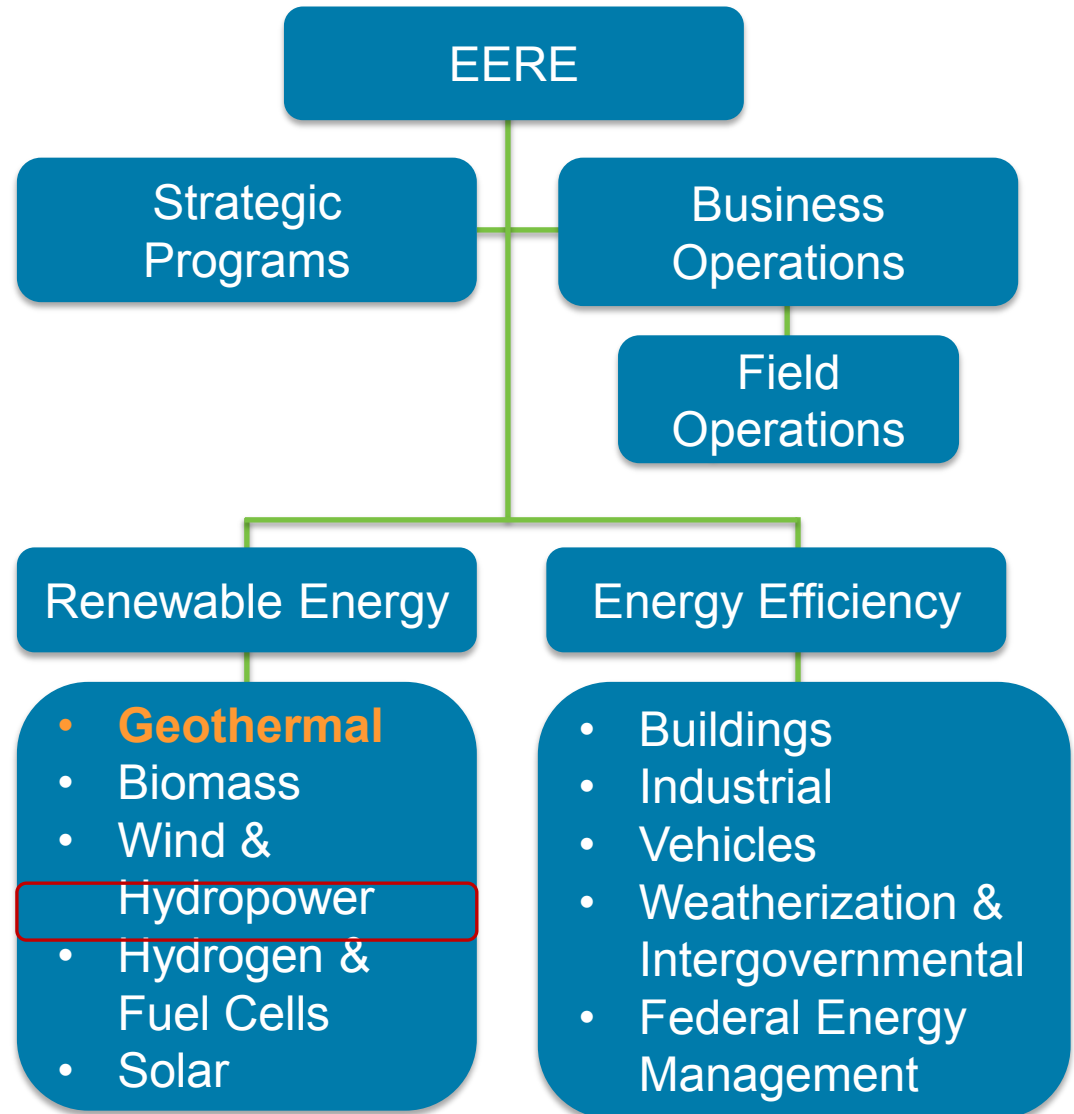 EERE
Strategic
Programs
Business
Operations
Field
Operations
Renewable Energy
Energy Efficiency
• Geothermal
• Biomass
• Wind &
Hydropower
• Hydrogen &
Fuel Cells
• Solar
• Buildings
• Industrial
• Vehicles
• Weatherization &
Intergovernmental
• Federal Energy
Management